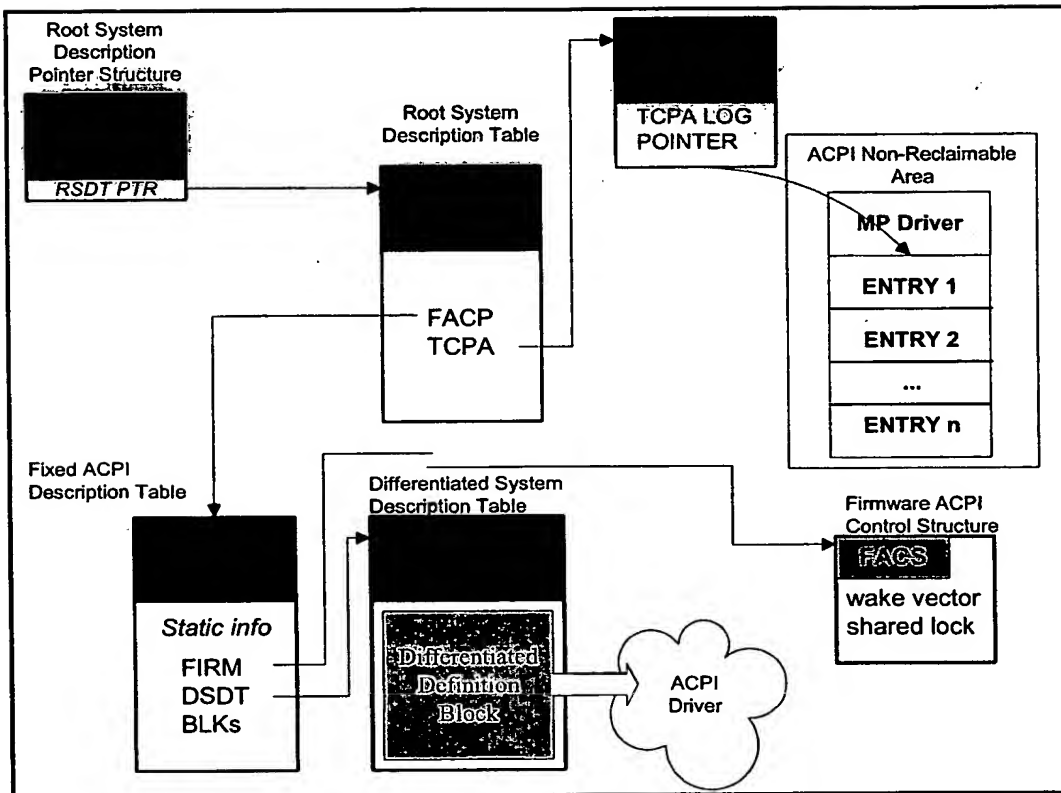 Root System
Description
Pointer Structure
RSDT PTR
Root System
Description Table
FACP
TCPA
TCPA LOG
POINTER
ACPI Non-Reclaimable
Area
MP Driver
ENTRY 1
ENTRY 2
...
ENTRY n
Fixed ACPI
Description Table
Static info
FIRM
DSDT
BLKs
Differentiated System
Description Table
Differentiated
Definition
Block
ACPI
Driver
Firmware ACPI
Control Structure
FACS
wake vector
shared lock